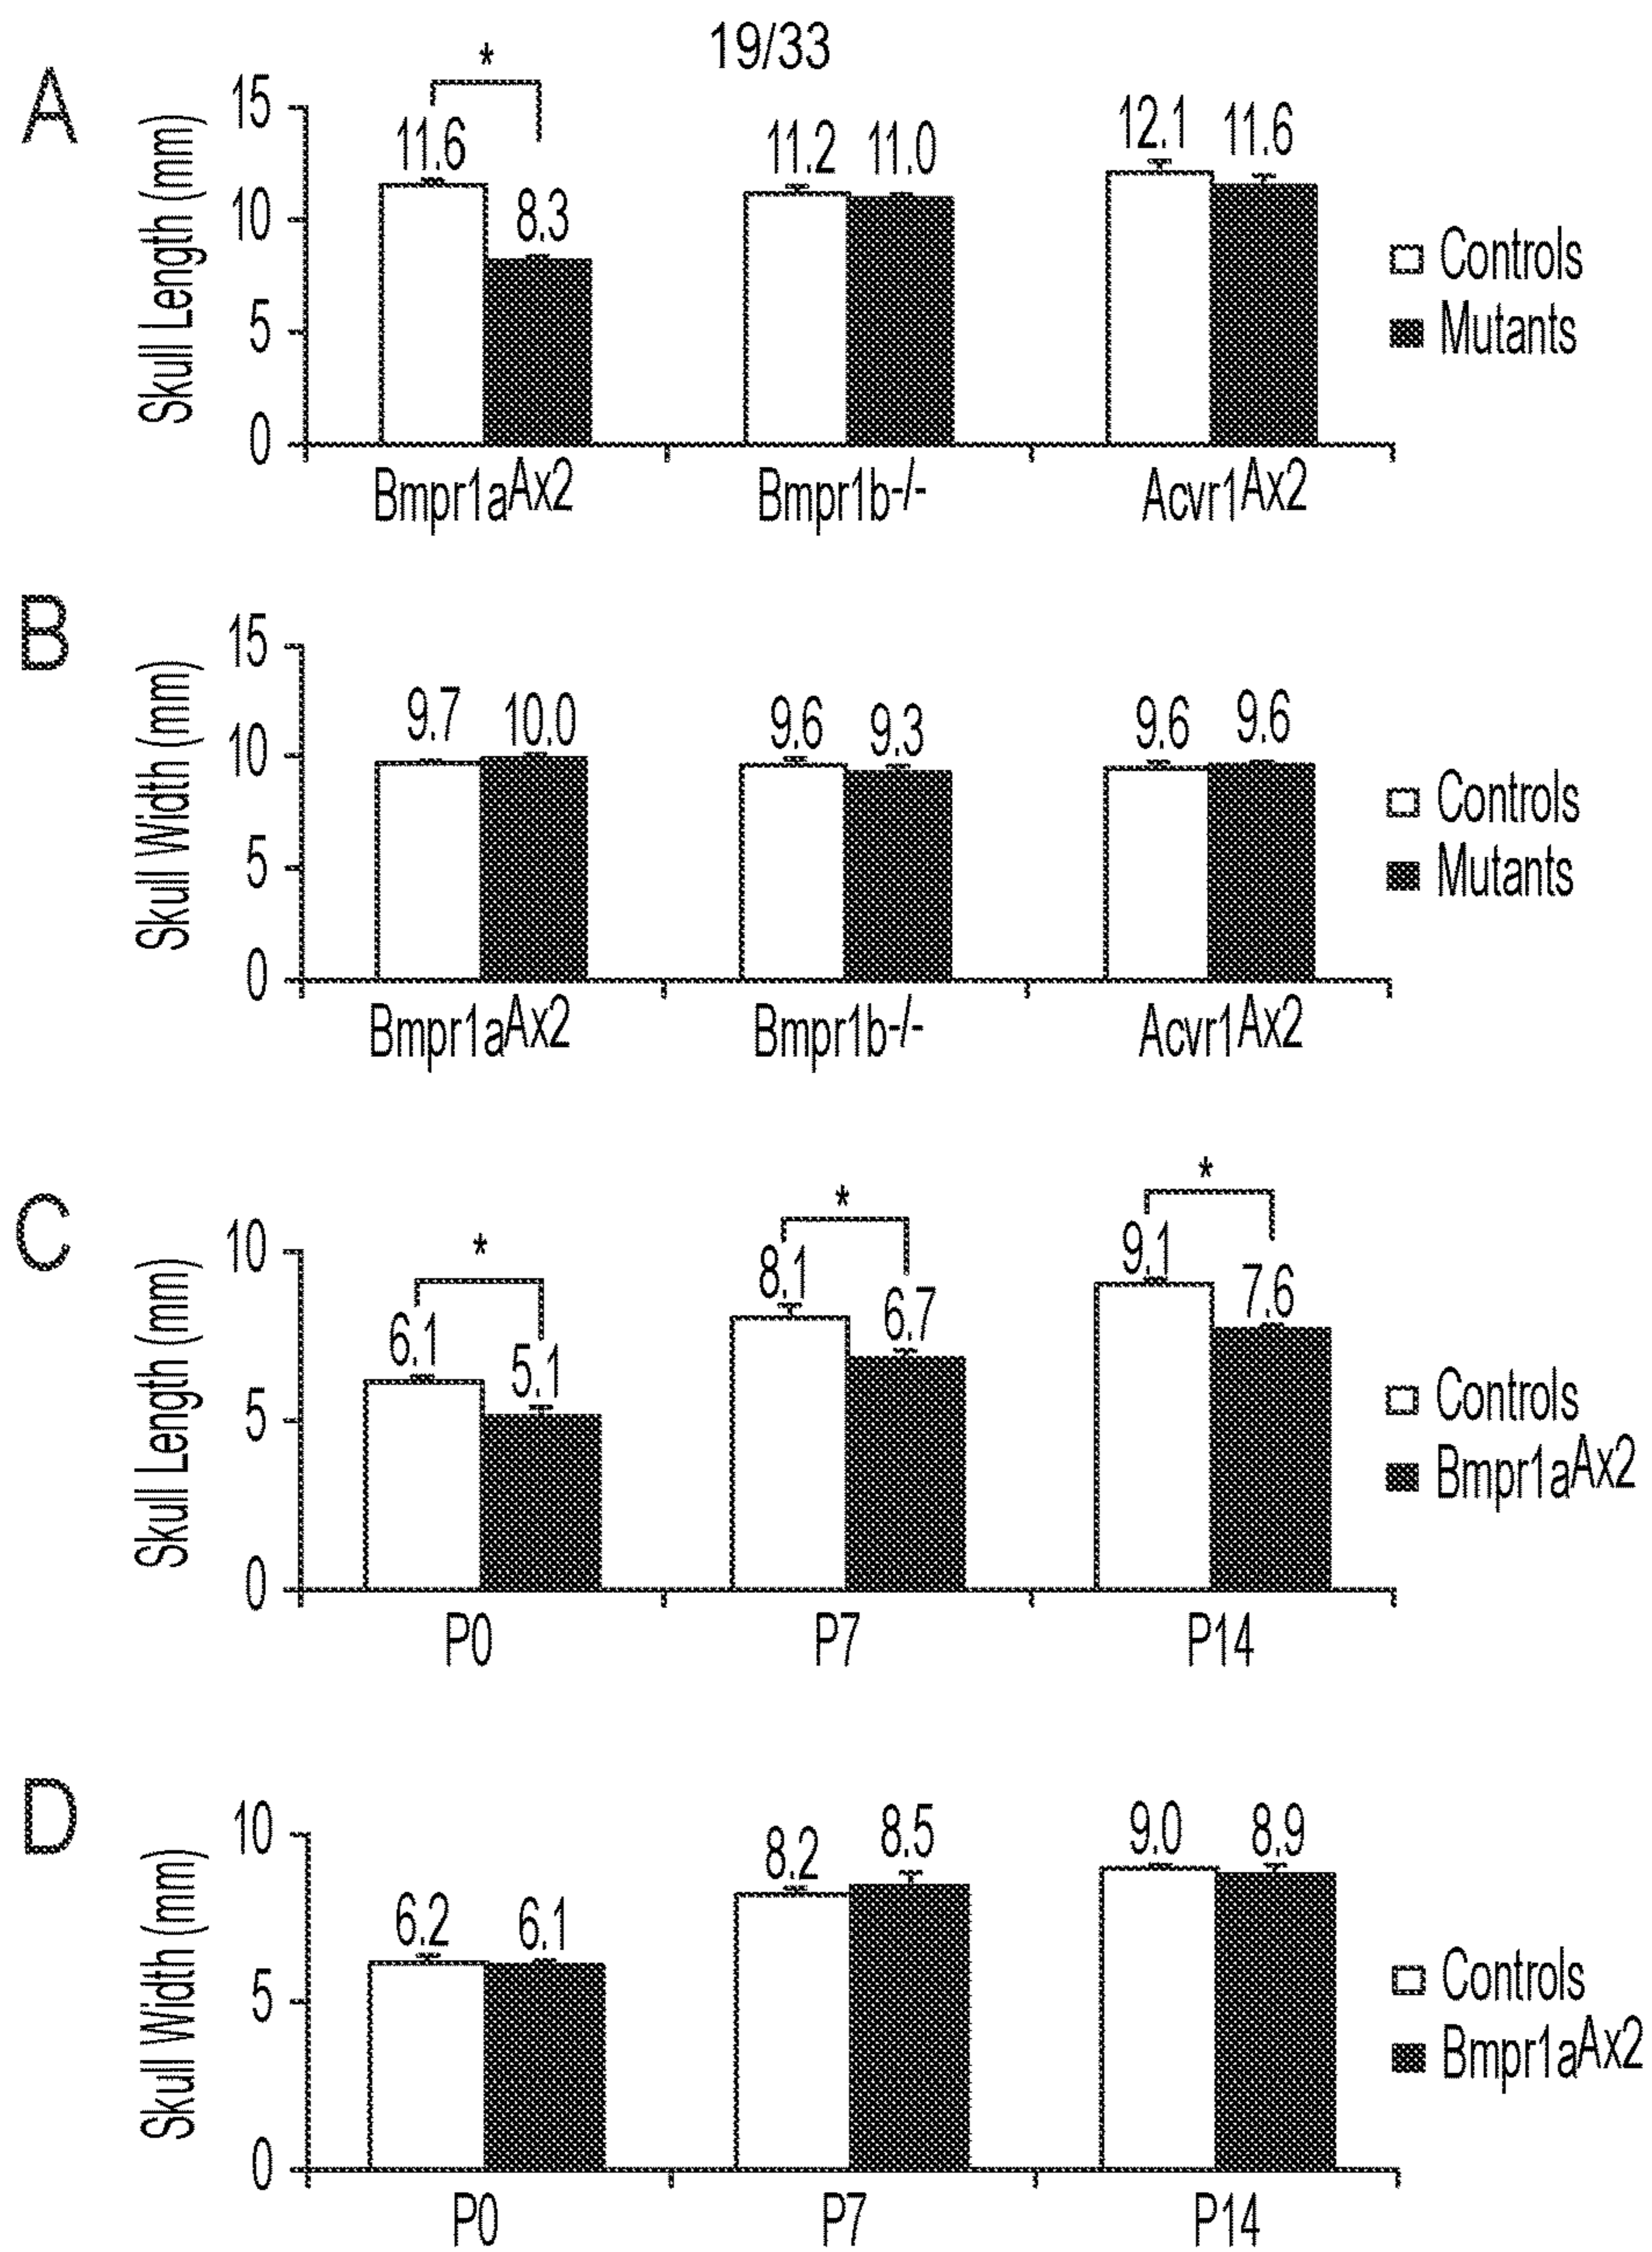 19/33
A
*
Skull Length (mm)
15
10
5
0
11.6
8.3
11.2
11.0
12.1
11.6
Controls
Mutants
Bmpr1aAx2
Bmpr1b-/-
Acvr1Ax2
B
Skull Width (mm)
15
10
5
0
9.7
10.0
9.6
9.3
9.6
9.6
Controls
Mutants
Bmpr1aAx2
Bmpr1b-/-
Acvr1Ax2
C
Skull Length (mm)
10
5
0
*
*
*
6.1
5.1
8.1
6.7
9.1
7.6
Controls
Bmpr1aAx2
P0
P7
P14
D
Skull Width (mm)
10
5
0
6.2
6.1
8.2
8.5
9.0
8.9
Controls
Bmpr1aAx2
P0
P7
P14